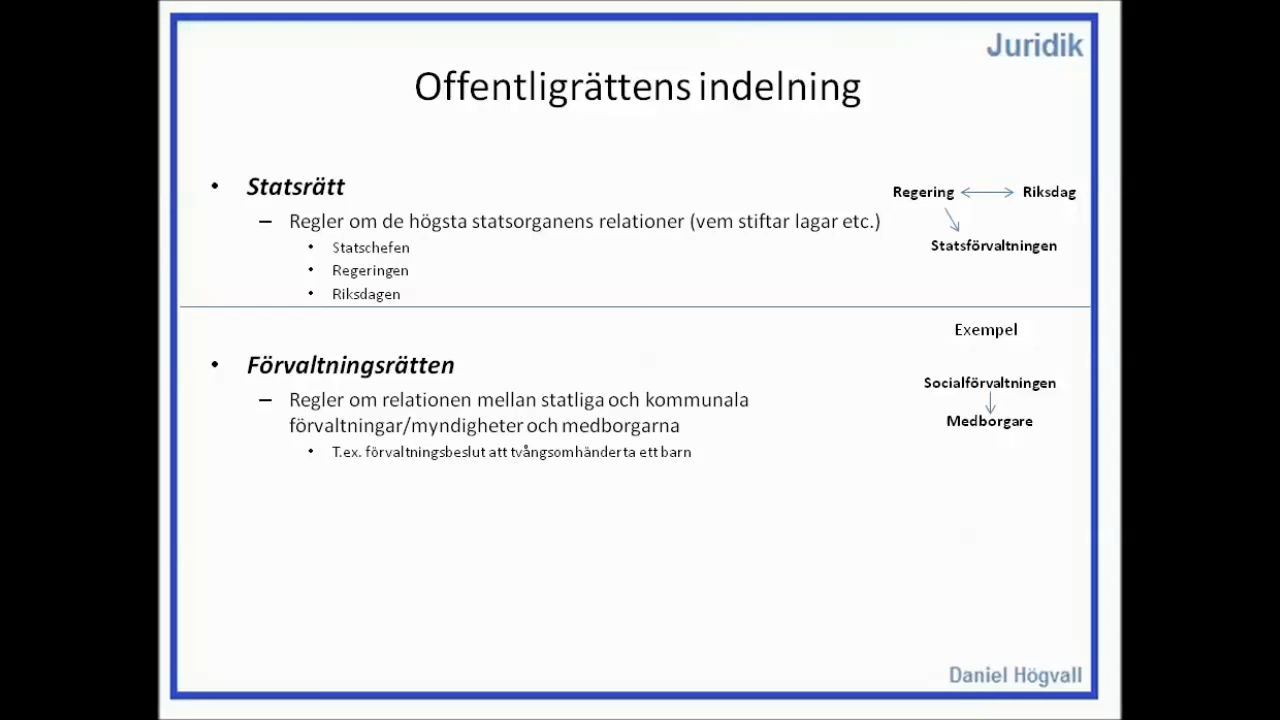 Juridik
Offentligrättens indelning
• Statsrätt
– Regler om de högsta statsorganens relationer (vem stiftar lagar etc.)
• Statschefen
• Regeringen
• Riksdagen
Regering
Riksdag
Statsförvaltningen
• Förvaltningsrätten
– Regler om relationen mellan statliga och kommunala
förvaltningar/myndigheter och medborgarna
• T.ex. förvaltningsbeslut att tvångsomhänderta ett barn
Exempel
Socialförvaltningen
Medborgare
Daniel Högvall